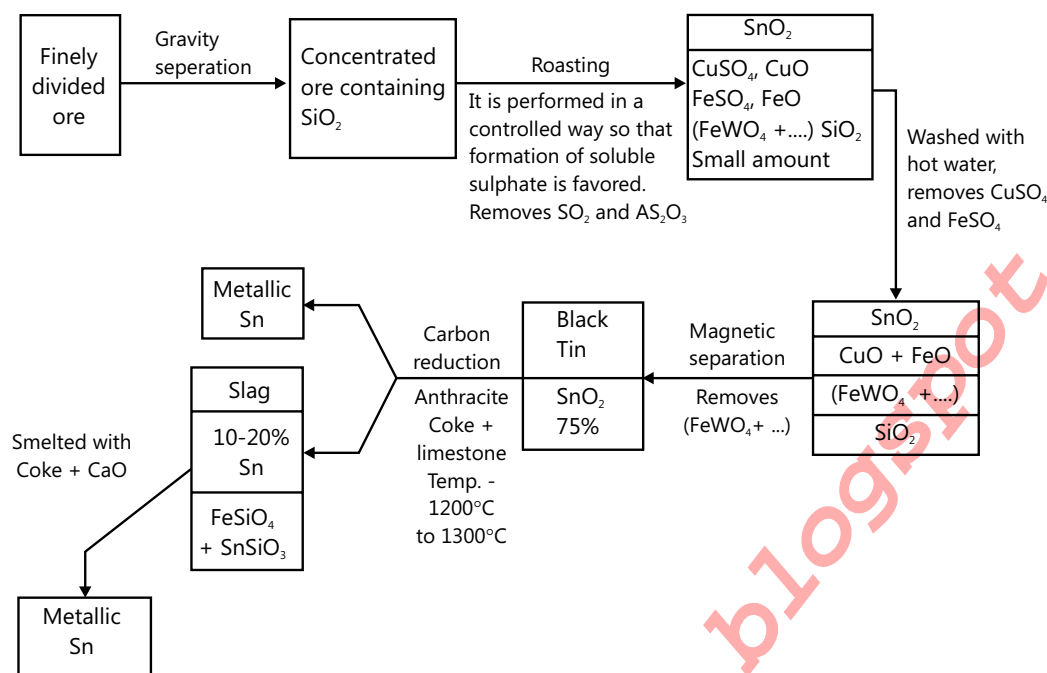 Finely
divided
ore
Gravity
seperation
Concentrated
ore containing
SiO₂
Roasting
It is performed in a
controlled way so that
formation of soluble
sulphate is favored.
Removes SO₂ and AS₂O₃
SnO₂
CuSO₄, CuO
FeSO₄, FeO
(FeWO₄ +....) SiO₂
Small amount
Washed with
hot water,
removes CuSO₄
and FeSO₄
SnO₂
CuO + FeO
(FeWO₄ +....)
SiO₂
Magnetic
separation
Removes
(FeWO₄+ ...)
Black
Tin
SnO₂
75%
Carbon
reduction
Anthracite
Coke +
limestone
Temp. -
1200°C
to 1300°C
Metallic
Sn
Slag
10-20%
Sn
FeSiO₄
+ SnSiO₃
Smelted with
Coke + CaO
Metallic
Sn
blogspot